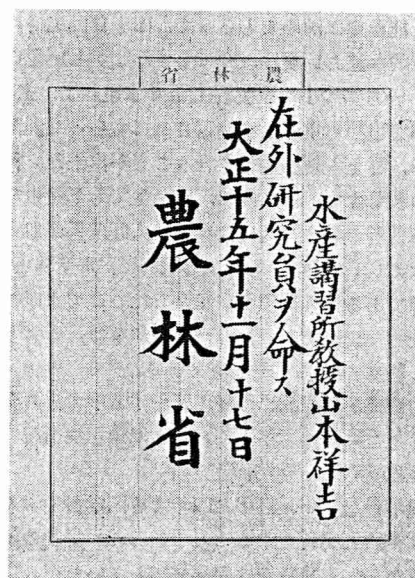 農林省
水産講習所教授山本祥吉
在外研究員ヲ命ス
大正十五年十一月十七日
農林省